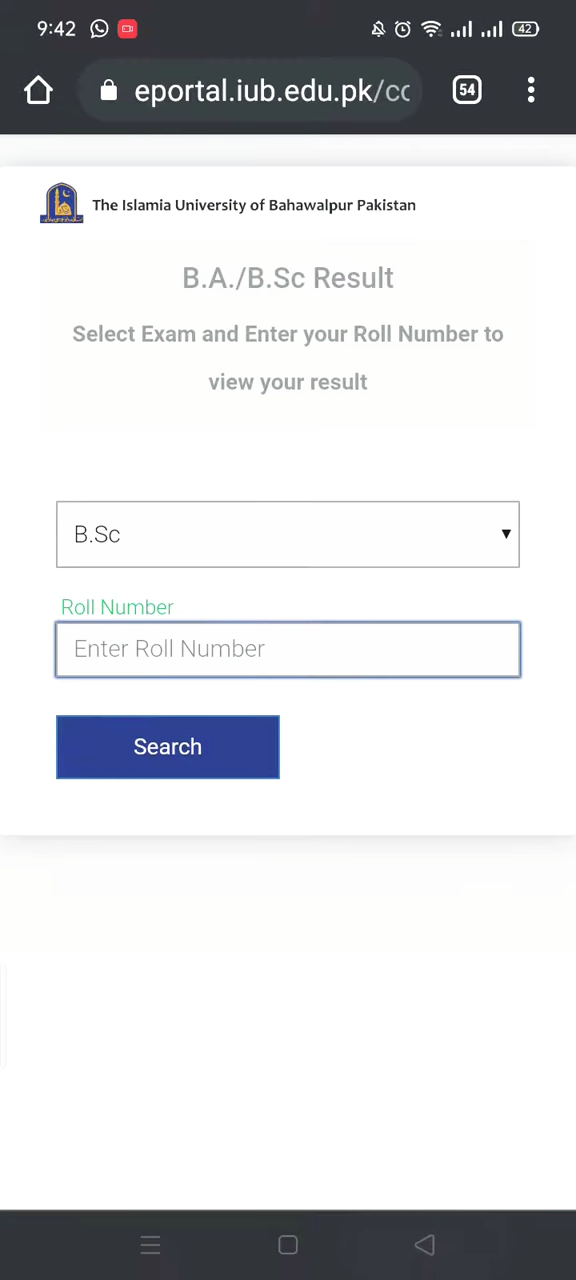 9:42
42
eportal.iub.edu.pk/cc
54
The Islamia University of Bahawalpur Pakistan
B.A./B.Sc Result
Select Exam and Enter your Roll Number to
view your result
B.Sc
Roll Number
Enter Roll Number
Search